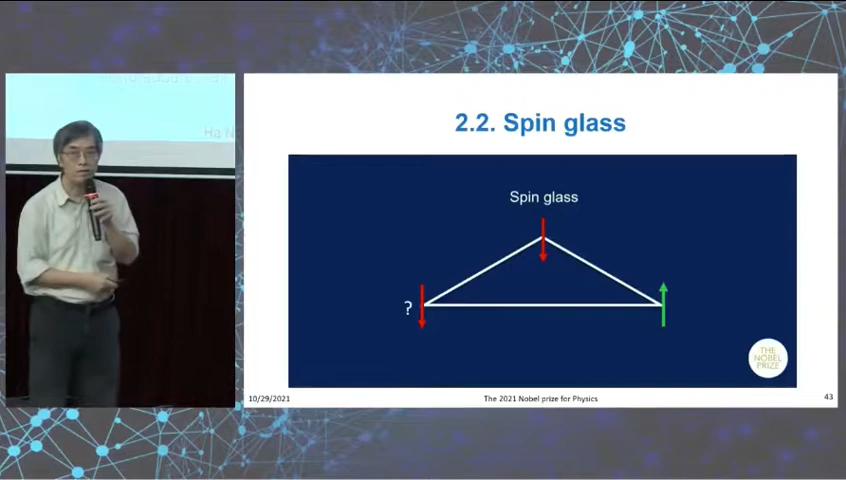 Ha N
2.2. Spin glass
Spin glass
?
THE
NOBEL
PRIZE
10/29/2021
The 2021 Nobel prize for Physics
43